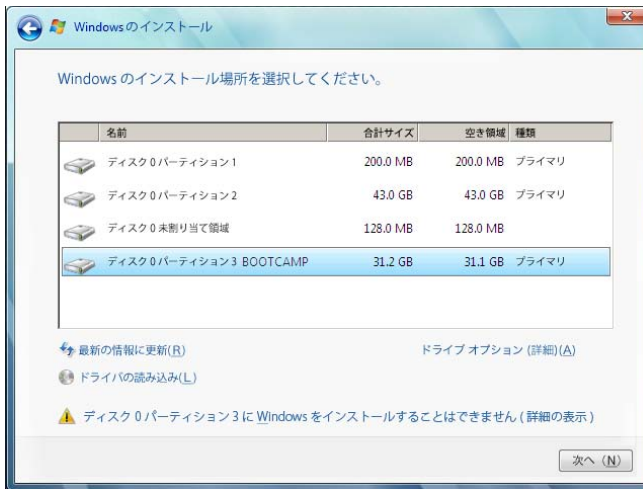 Windows のインストール
Windows のインストール場所を選択してください。
名前 合計サイズ 空き領域 種類
ディスク 0 パーティション 1 200.0 MB 200.0 MB プライマリ
ディスク 0 パーティション 2 43.0 GB 43.0 GB プライマリ
ディスク 0 未割り当て領域 128.0 MB 128.0 MB
ディスク 0 パーティション 3 BOOTCAMP 31.2 GB 31.1 GB プライマリ
最新の情報に更新(R) ドライブ オプション (詳細)(A)
ドライバの読み込み(L)
ディスク 0 パーティション 3 に Windows をインストールすることはできません ( 詳細の表示 )
次へ (N)